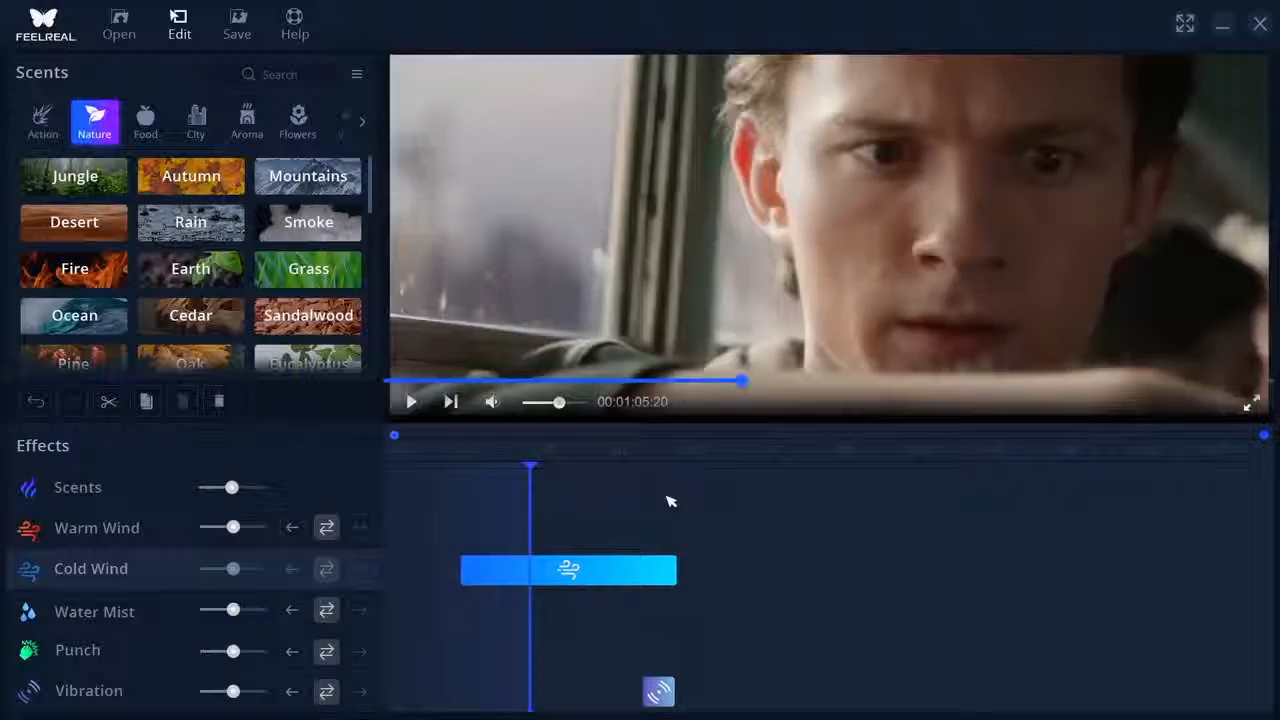 FEELREAL
Open
Edit
Save
Help
Scents
Search
Action
Nature
Food
City
Aroma
Flowers
Jungle
Autumn
Mountains
Desert
Rain
Smoke
Fire
Earth
Grass
Ocean
Cedar
Sandalwood
Pine
Oak
Eucalyptus
00:01:05:20
Effects
Scents
Warm Wind
Cold Wind
Water Mist
Punch
Vibration